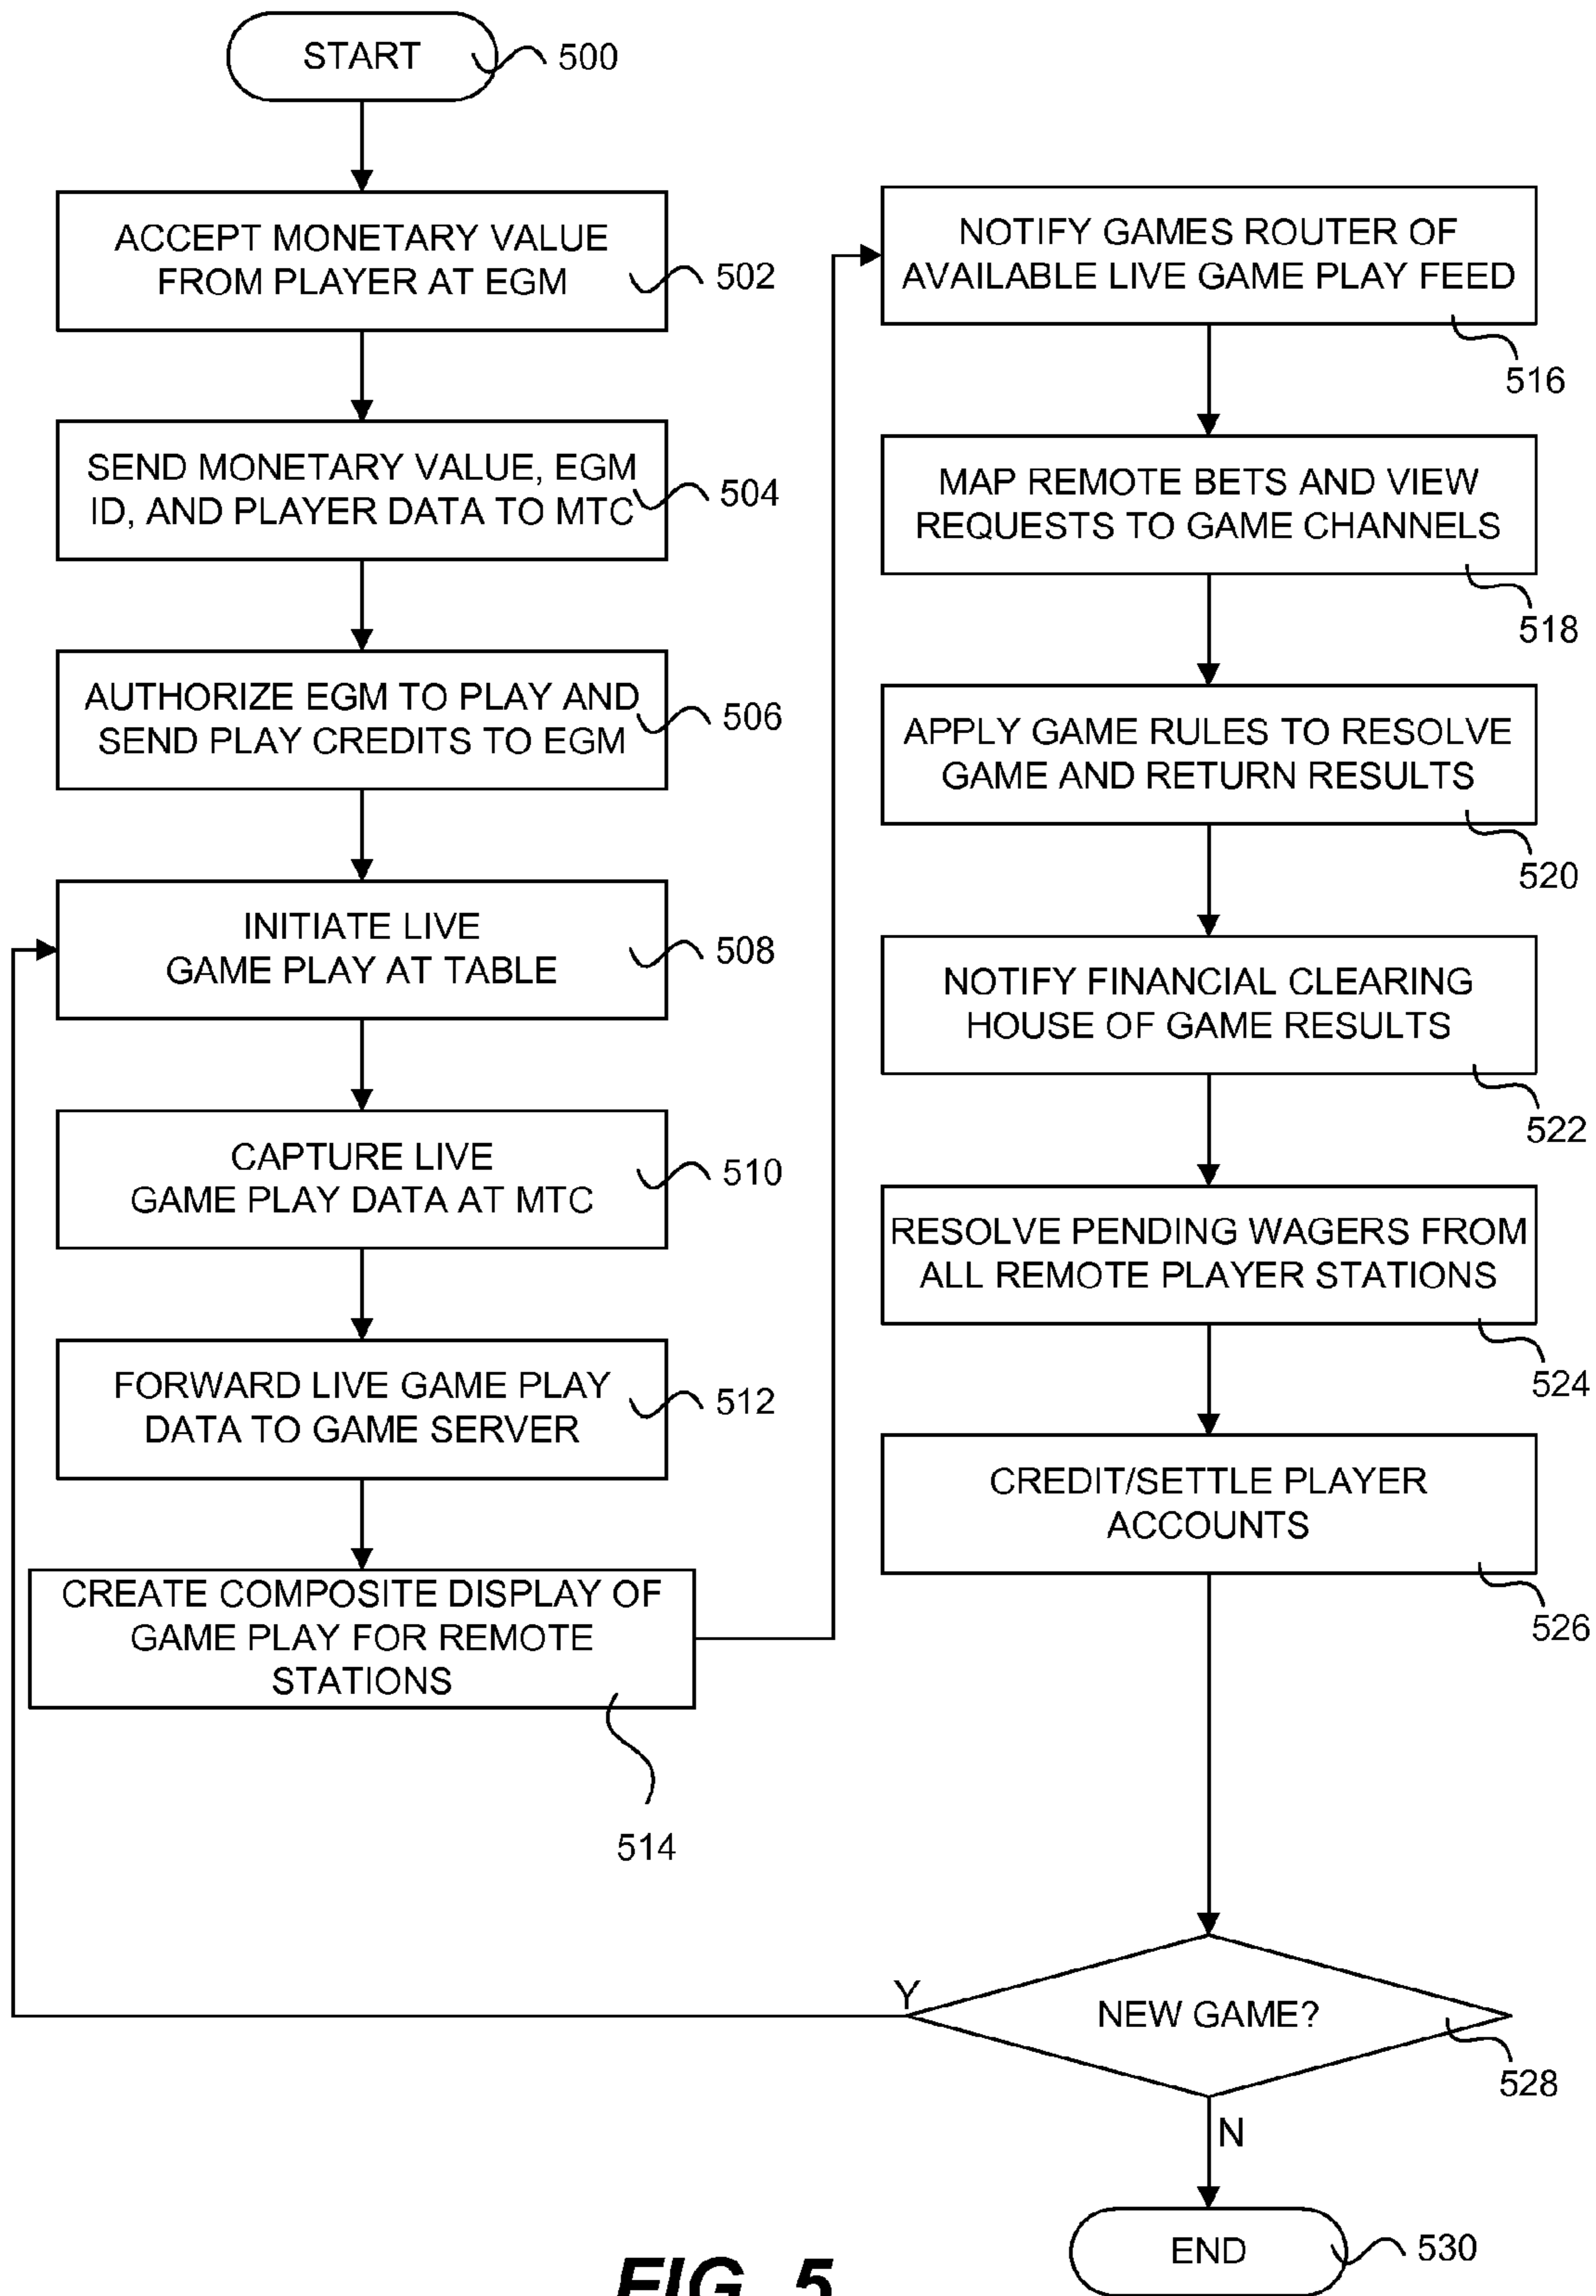 START
500
ACCEPT MONETARY VALUE
FROM PLAYER AT EGM
502
SEND MONETARY VALUE, EGM
ID, AND PLAYER DATA TO MTC
504
AUTHORIZE EGM TO PLAY AND
SEND PLAY CREDITS TO EGM
506
INITIATE LIVE
GAME PLAY AT TABLE
508
CAPTURE LIVE
GAME PLAY DATA AT MTC
510
FORWARD LIVE GAME PLAY
DATA TO GAME SERVER
512
CREATE COMPOSITE DISPLAY OF
GAME PLAY FOR REMOTE
STATIONS
514
NOTIFY GAMES ROUTER OF
AVAILABLE LIVE GAME PLAY FEED
516
MAP REMOTE BETS AND VIEW
REQUESTS TO GAME CHANNELS
518
APPLY GAME RULES TO RESOLVE
GAME AND RETURN RESULTS
520
NOTIFY FINANCIAL CLEARING
HOUSE OF GAME RESULTS
522
RESOLVE PENDING WAGERS FROM
ALL REMOTE PLAYER STATIONS
524
CREDIT/SETTLE PLAYER
ACCOUNTS
526
Y
NEW GAME?
528
N
END
530
FIG. 5